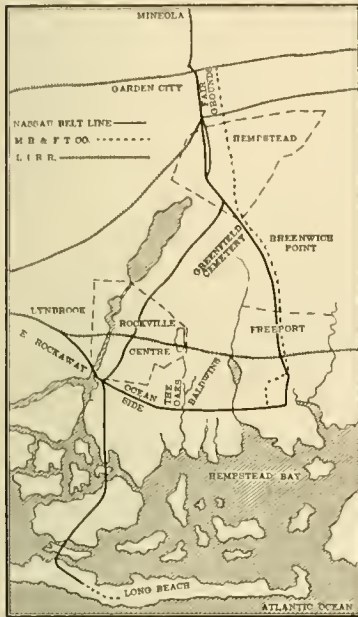 MINEOLA
GARDEN CITY
FAIR
GROUNDS
NASSAU BELT LINE
M. H. & F. T. CO.
L. I. R. R.
HEMPSTEAD
GREENFIELD
CEMETERY
GREENWICH
POINT
LYNBROOK
ROCKVILLE
FREEPORT
E. ROCKAWAY
CENTRE
OCEAN
SIDE
THE OAKS
BALDWINS
HEMPSTEAD BAY
LONG BEACH
ATLANTIC OCEAN